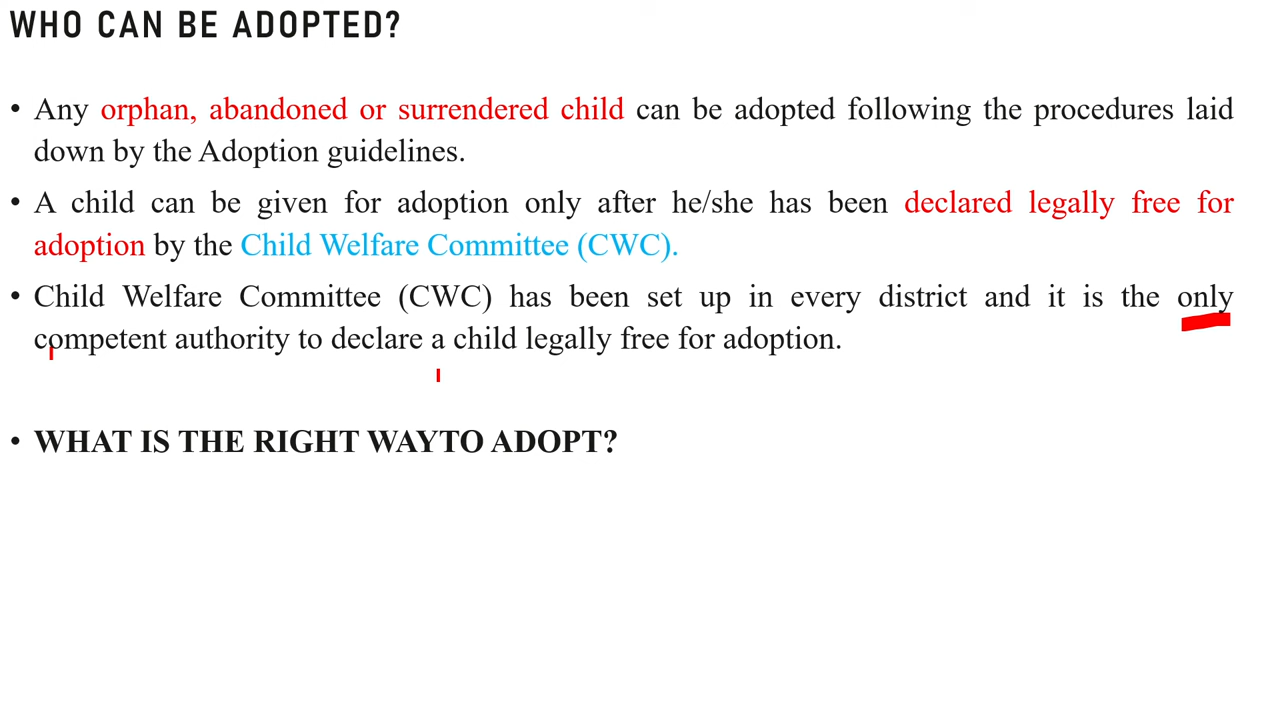 WHO CAN BE ADOPTED?
• Any orphan, abandoned or surrendered child can be adopted following the procedures laid
down by the Adoption guidelines.
• A child can be given for adoption only after he/she has been declared legally free for
adoption by the Child Welfare Committee (CWC).
• Child Welfare Committee (CWC) has been set up in every district and it is the only
competent authority to declare a child legally free for adoption.
• WHAT IS THE RIGHT WAYTO ADOPT?